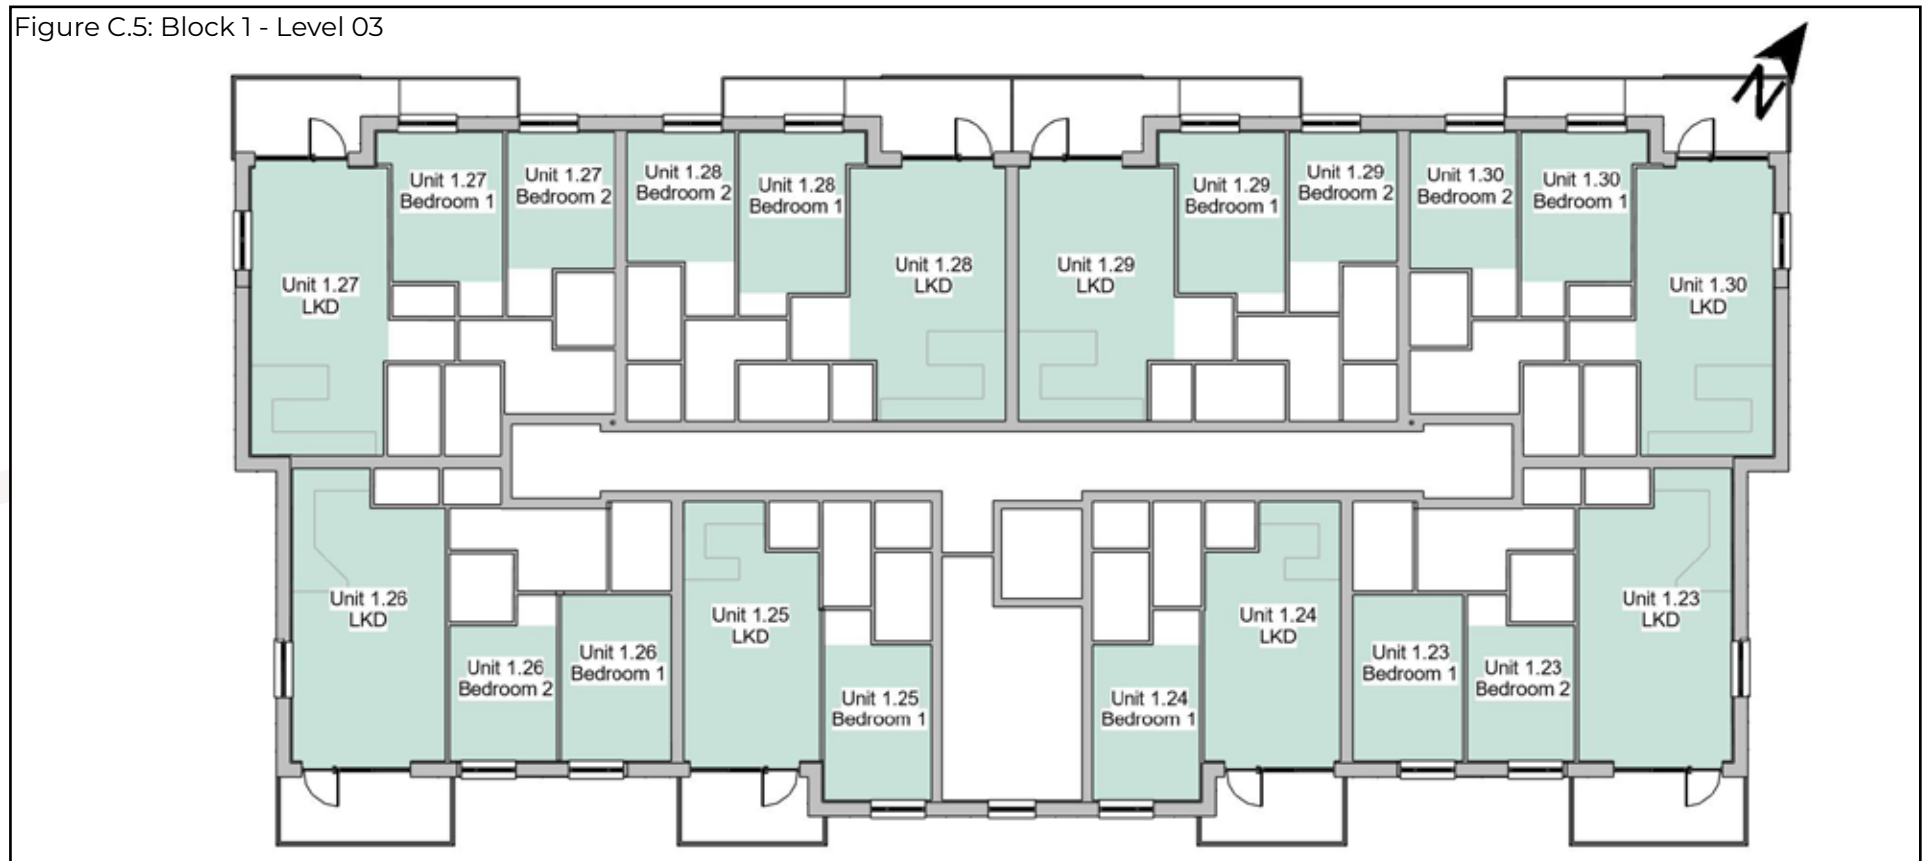 Figure C.5: Block 1 - Level 03
N
Unit 1.27
Bedroom 1
Unit 1.27
Bedroom 2
Unit 1.28
Bedroom 2
Unit 1.28
Bedroom 1
Unit 1.29
Bedroom 1
Unit 1.29
Bedroom 2
Unit 1.30
Bedroom 2
Unit 1.30
Bedroom 1
Unit 1.27
LKD
Unit 1.28
LKD
Unit 1.29
LKD
Unit 1.30
LKD
Unit 1.26
LKD
Unit 1.26
Bedroom 2
Unit 1.26
Bedroom 1
Unit 1.25
LKD
Unit 1.25
Bedroom 1
Unit 1.24
Bedroom 1
Unit 1.24
LKD
Unit 1.23
Bedroom 1
Unit 1.23
Bedroom 2
Unit 1.23
LKD